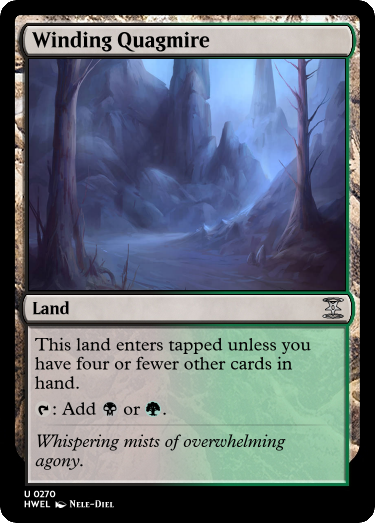 Winding Quagmire
Land
This land enters tapped unless you
have four or fewer other cards in
hand.
: Add or .
Whispering mists of overwhelming
agony.
U 0270
HWEL Nele-Diel